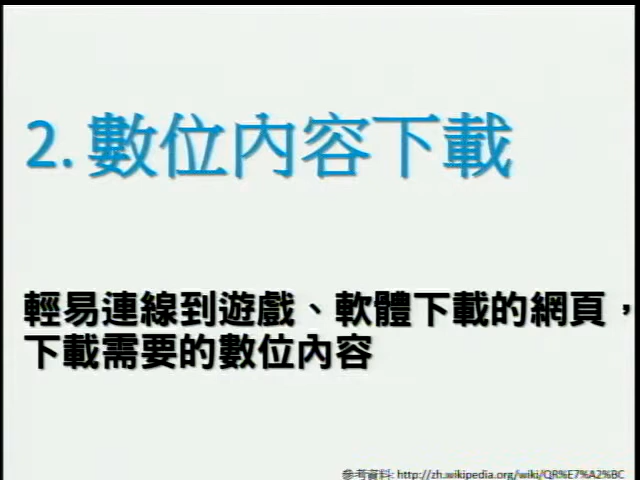 2. 數位內容下載
輕易連線到遊戲、軟體下載的網頁，
下載需要的數位內容
參考資料: http://zh.wikipedia.org/wiki/QR%E7%A2%BC